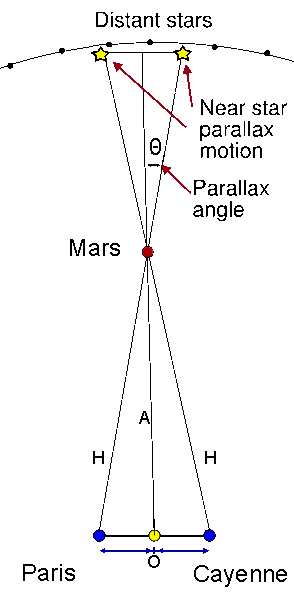 Distant stars
Near star
parallax
motion
θ
Parallax
angle
Mars
A
H
H
O
Paris
Cayenne